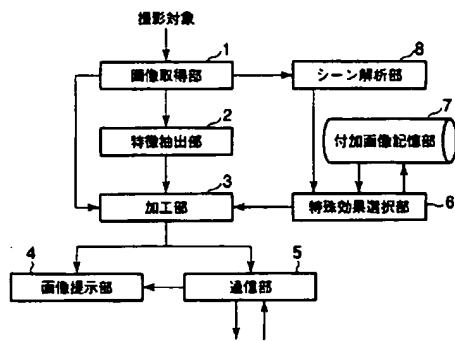 撮影対象
1
画像取得部
8
シーン解析部
2
特徴抽出部
7
付加画像記憶部
3
加工部
特殊効果選択部
6
4
画像提示部
5
通信部